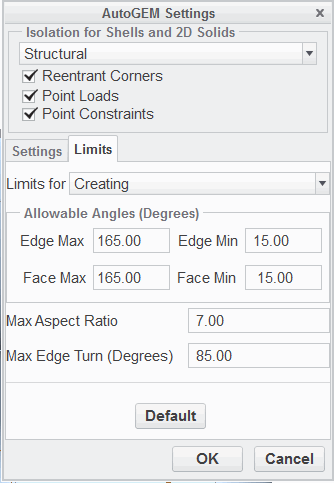 AutoGEM Settings x
Isolation for Shells and 2D Solids
Structural
Reentrant Corners
Point Loads
Point Constraints
Settings Limits
Limits for Creating
Allowable Angles (Degrees)
Edge Max 165.00 Edge Min 15.00
Face Max 165.00 Face Min 15.00
Max Aspect Ratio 7.00
Max Edge Turn (Degrees) 85.00
Default
OK Cancel